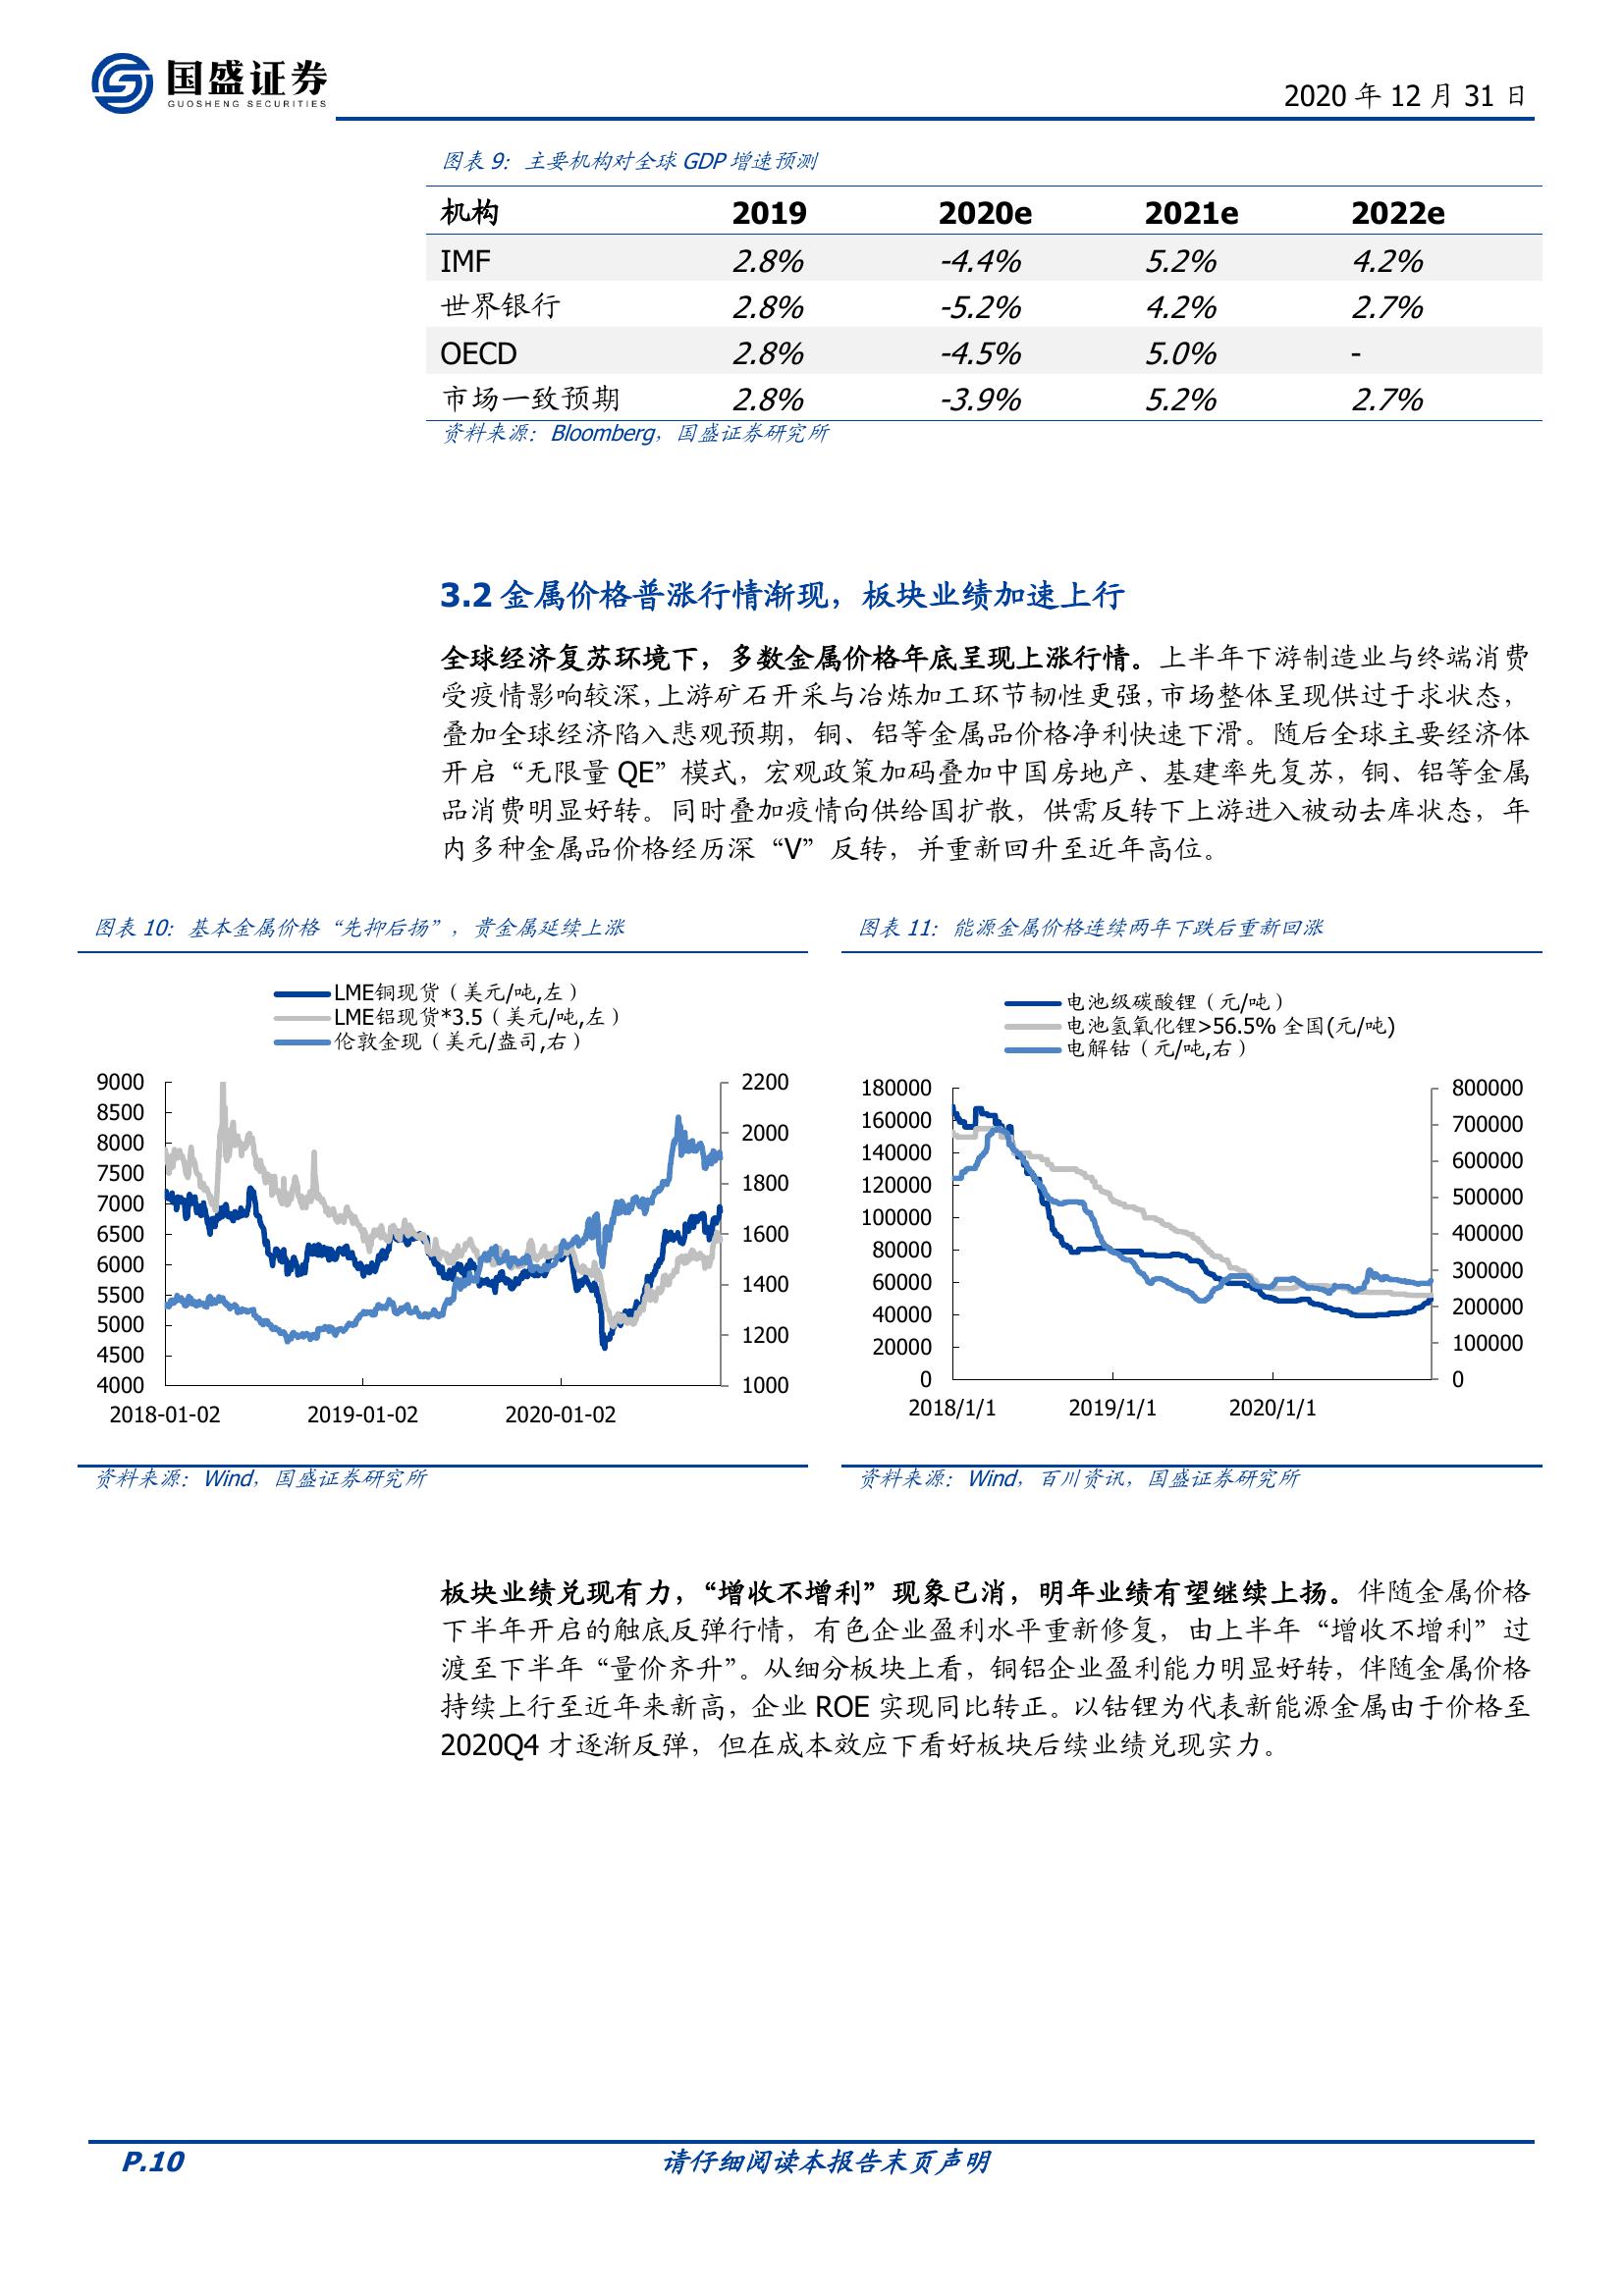 国盛证券
GUOSHENG SECURITIES
2020 年 12 月 31 日
图表 9：主要机构对全球 GDP 增速预测
机构 2019 2020e 2021e 2022e
IMF 2.8% -4.4% 5.2% 4.2%
世界银行 2.8% -5.2% 4.2% 2.7%
OECD 2.8% -4.5% 5.0% -
市场一致预期 2.8% -3.9% 5.2% 2.7%
资料来源：Bloomberg，国盛证券研究所
3.2 金属价格普涨行情渐现，板块业绩加速上行
全球经济复苏环境下，多数金属价格年底呈现上涨行情。上半年下游制造业与终端消费
受疫情影响较深，上游矿石开采与冶炼加工环节韧性更强，市场整体呈现供过于求状态，
叠加全球经济陷入悲观预期，铜、铝等金属品价格净利快速下滑。随后全球主要经济体
开启“无限量 QE”模式，宏观政策加码叠加中国房地产、基建率先复苏，铜、铝等金属
品消费明显好转。同时叠加疫情向供给国扩散，供需反转下上游进入被动去库状态，年
内多种金属品价格经历深“V”反转，并重新回升至近年高位。
图表 10：基本金属价格“先抑后扬”，贵金属延续上涨
LME铜现货（美元/吨,左）
LME铝现货*3.5（美元/吨,左）
伦敦金现（美元/盎司,右）
9000 2200
8500
8000 2000
7500 1800
7000
6500 1600
6000
5500 1400
5000 1200
4500
4000 1000
2018-01-02 2019-01-02 2020-01-02
资料来源：Wind，国盛证券研究所
图表 11：能源金属价格连续两年下跌后重新回涨
电池级碳酸锂（元/吨）
电池氢氧化锂>56.5% 全国(元/吨)
电解钴（元/吨,右）
180000 800000
160000 700000
140000 600000
120000 500000
100000 400000
80000 300000
60000 200000
40000 100000
20000
0 0
2018/1/1 2019/1/1 2020/1/1
资料来源：Wind，百川资讯，国盛证券研究所
板块业绩兑现有力，“增收不增利”现象已消，明年业绩有望继续上扬。伴随金属价格
下半年开启的触底反弹行情，有色企业盈利水平重新修复，由上半年“增收不增利”过
渡至下半年“量价齐升”。从细分板块上看，铜铝企业盈利能力明显好转，伴随金属价格
持续上行至近年来新高，企业 ROE 实现同比转正。以钴锂为代表新能源金属由于价格至
2020Q4 才逐渐反弹，但在成本效应下看好板块后续业绩兑现实力。
P.10 请仔细阅读本报告末页声明